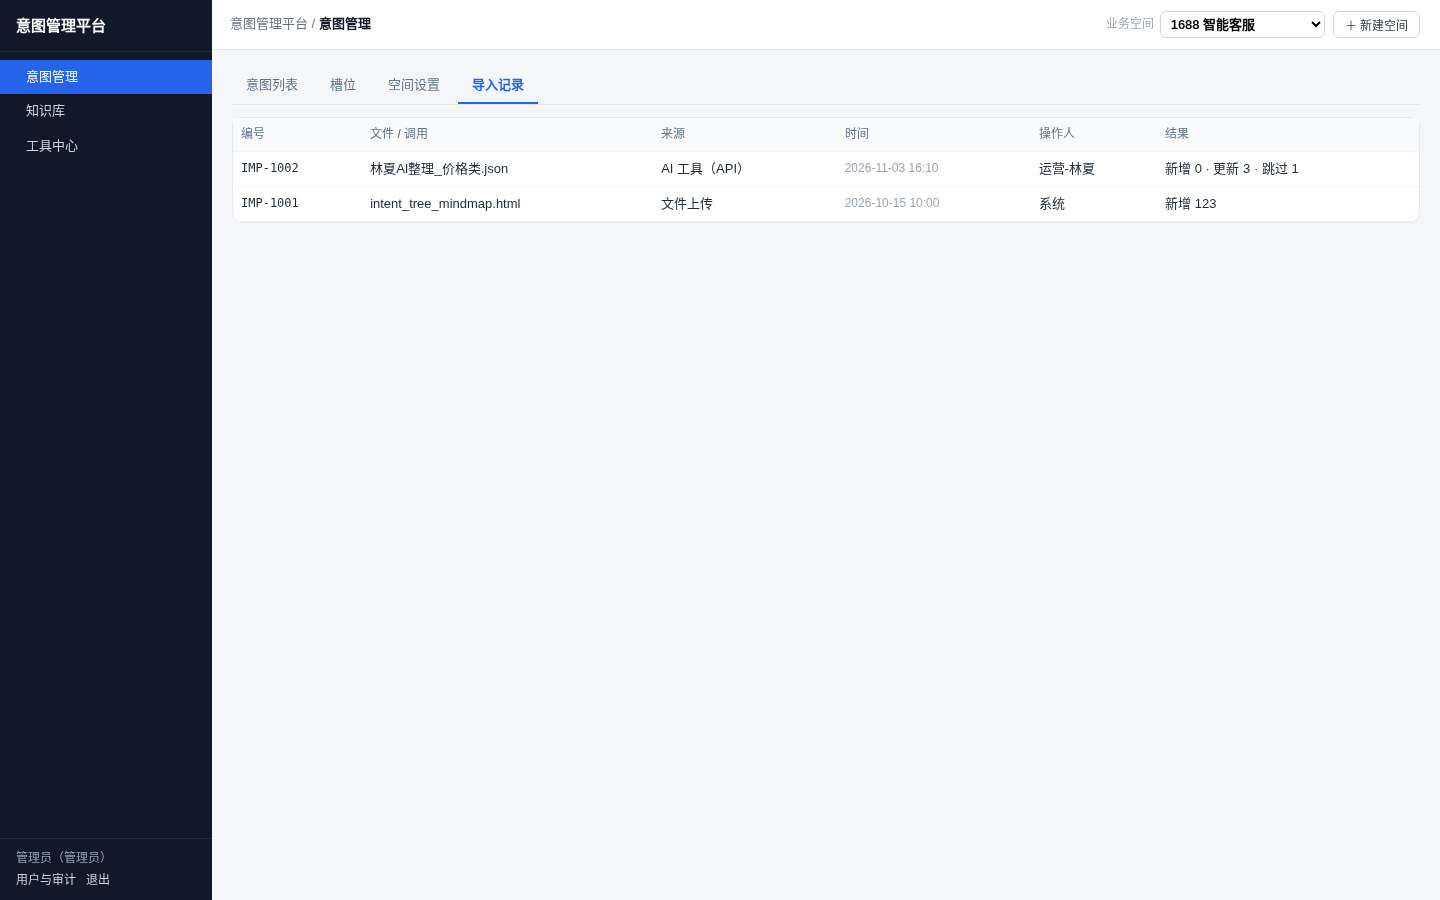 意图管理平台
意图管理平台 / 意图管理
业务空间
1688 智能客服
＋ 新建空间
意图管理
知识库
工具中心
意图列表 槽位 空间设置 导入记录
编号 文件 / 调用 来源 时间 操作人 结果
IMP-1002 林夏AI整理_价格类.json AI 工具（API） 2026-11-03 16:10 运营-林夏 新增 0 · 更新 3 · 跳过 1
IMP-1001 intent_tree_mindmap.html 文件上传 2026-10-15 10:00 系统 新增 123
管理员（管理员）
用户与审计 退出